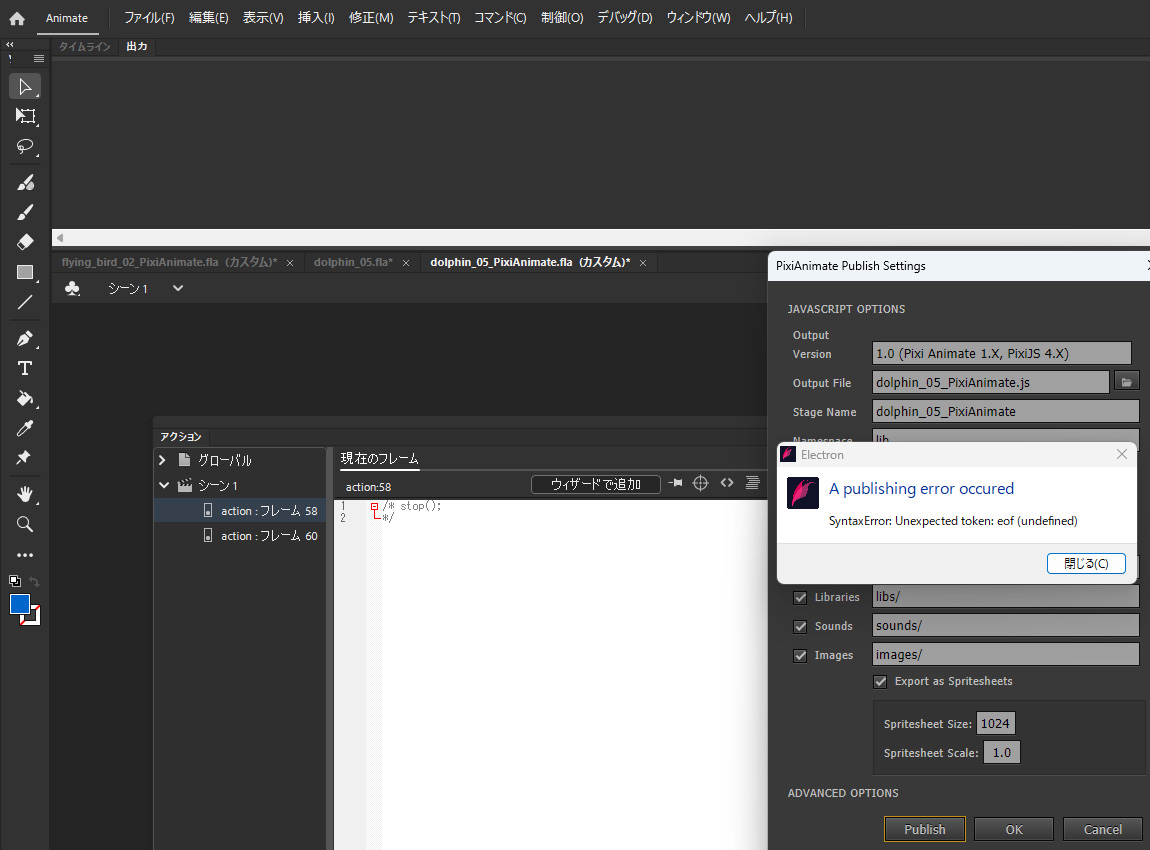 Animate ファイル(F) 編集(E) 表示(V) 挿入(I) 修正(M) テキスト(T) コマンド(C) 制御(O) デバッグ(D) ウィンドウ(W) ヘルプ(H)
タイムライン 出力
flying_bird_02_PixiAnimate.fla (カスタム)* × dolphin_05.fla* × dolphin_05_PixiAnimate.fla (カスタム)* ×
シーン 1
アクション
グローバル
シーン 1
action : フレーム 58
action : フレーム 60
現在のフレーム
action:58
ウィザードで追加
1 /* stop();
2 */
PixiAnimate Publish Settings
JAVASCRIPT OPTIONS
Output
Version 1.0 (Pixi Animate 1.X, PixiJS 4.X)
Output File dolphin_05_PixiAnimate.js
Stage Name dolphin_05_PixiAnimate
Namespace lib
Electron
A publishing error occured
SyntaxError: Unexpected token: eof (undefined)
閉じる(C)
Libraries libs/
Sounds sounds/
Images images/
Export as Spritesheets
Spritesheet Size: 1024
Spritesheet Scale: 1.0
ADVANCED OPTIONS
Publish OK Cancel